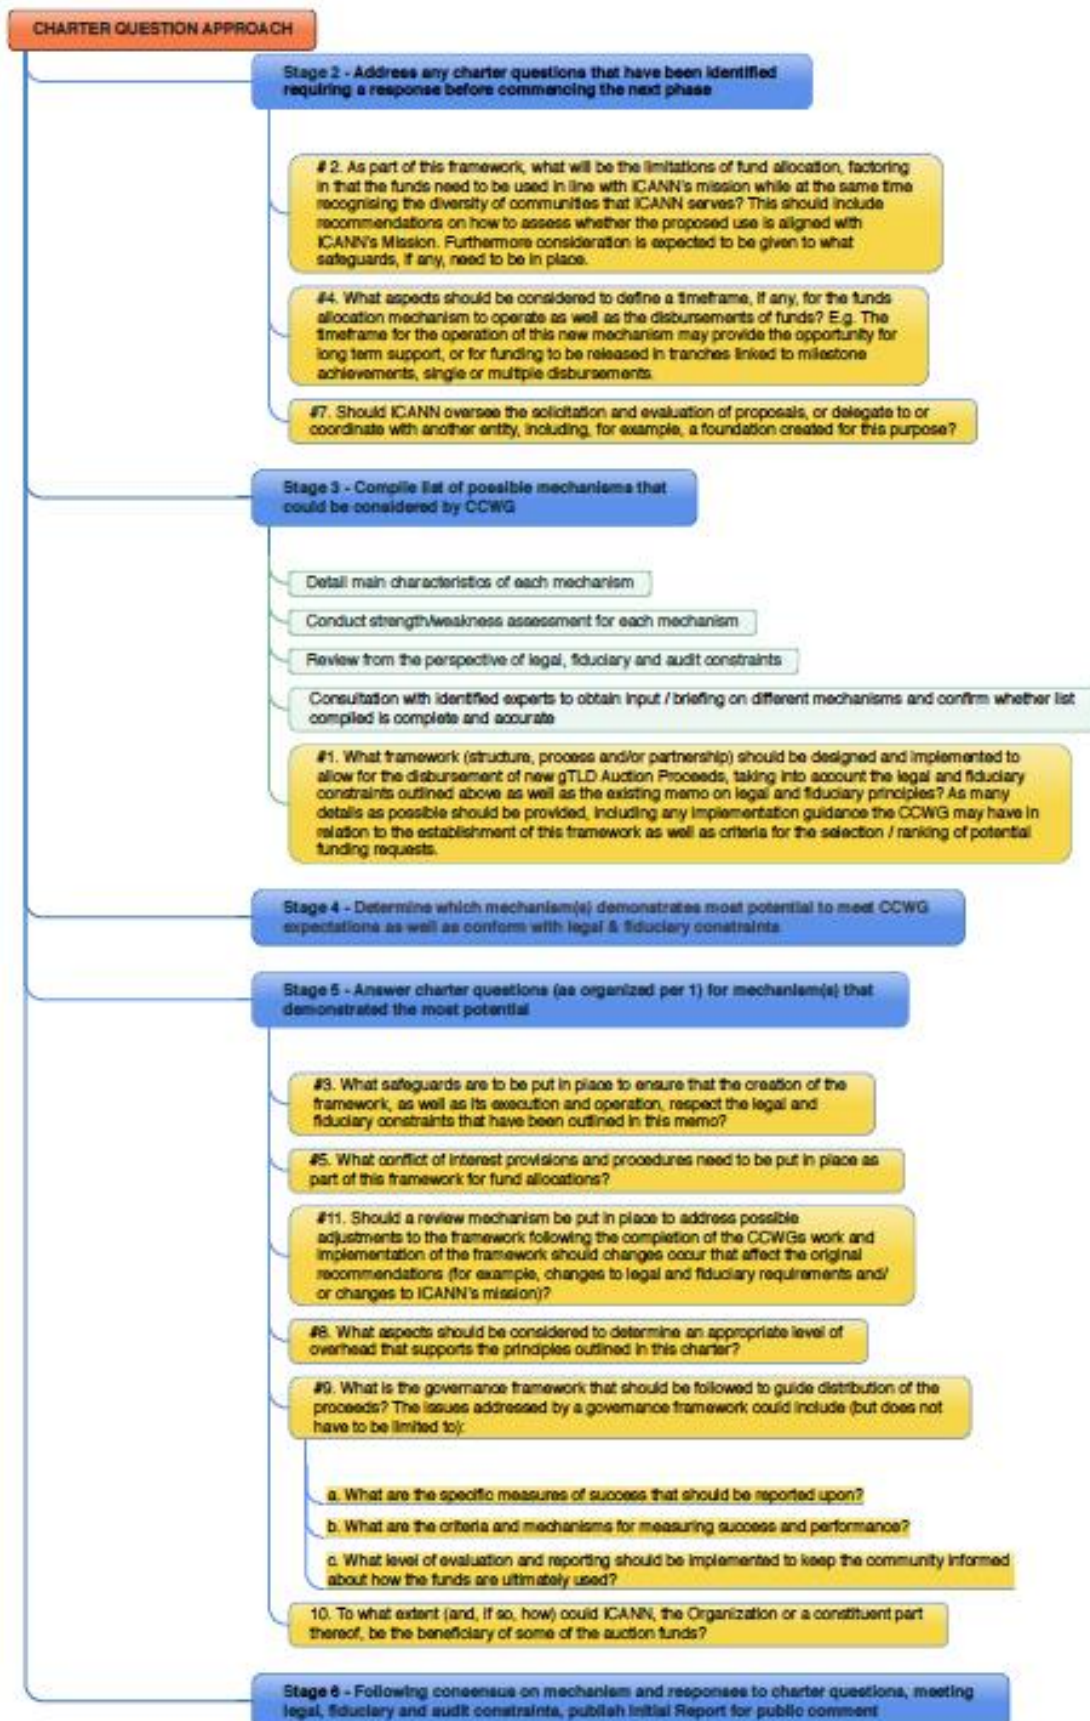 CHARTER QUESTION APPROACH
Stage 2 - Address any charter questions that have been identified
requiring a response before commencing the next phase
# 2. As part of this framework, what will be the limitations of fund allocation, factoring
in that the funds need to be used in line with ICANN's mission while at the same time
recognising the diversity of communities that ICANN serves? This should include
recommendations on how to assess whether the proposed use is aligned with
ICANN's Mission. Furthermore consideration is expected to be given to what
safeguards, if any, need to be in place.
#4. What aspects should be considered to define a timeframe, if any, for the funds
allocation mechanism to operate as well as the disbursements of funds? E.g. The
timeframe for the operation of this new mechanism may provide the opportunity for
long term support, or for funding to be released in tranches linked to milestone
achievements, single or multiple disbursements.
#7. Should ICANN oversee the solicitation and evaluation of proposals, or delegate to or
coordinate with another entity, including, for example, a foundation created for this purpose?
Stage 3 - Compile list of possible mechanisms that
could be considered by CCWG
Detail main characteristics of each mechanism
Conduct strength/weakness assessment for each mechanism
Review from the perspective of legal, fiduciary and audit constraints
Consultation with identified experts to obtain input / briefing on different mechanisms and confirm whether list
compiled is complete and accurate
#1. What framework (structure, process and/or partnership) should be designed and implemented to
allow for the disbursement of new gTLD Auction Proceeds, taking into account the legal and fiduciary
constraints outlined above as well as the existing memo on legal and fiduciary principles? As many
details as possible should be provided, including any implementation guidance the CCWG may have in
relation to the establishment of this framework as well as criteria for the selection / ranking of potential
funding requests.
Stage 4 - Determine which mechanism(s) demonstrates most potential to meet CCWG
expectations as well as conform with legal & fiduciary constraints
Stage 5 - Answer charter questions (as organized per 1) for mechanism(s) that
demonstrated the most potential
#3. What safeguards are to be put in place to ensure that the creation of the
framework, as well as its execution and operation, respect the legal and
fiduciary constraints that have been outlined in this memo?
#5. What conflict of interest provisions and procedures need to be put in place as
part of this framework for fund allocations?
#11. Should a review mechanism be put in place to address possible
adjustments to the framework following the completion of the CCWGs work and
implementation of the framework should changes occur that affect the original
recommendations (for example, changes to legal and fiduciary requirements and/
or changes to ICANN's mission)?
#8. What aspects should be considered to determine an appropriate level of
overhead that supports the principles outlined in this charter?
#9. What is the governance framework that should be followed to guide distribution of the
proceeds? The issues addressed by a governance framework could include (but does not
have to be limited to):
a. What are the specific measures of success that should be reported upon?
b. What are the criteria and mechanisms for measuring success and performance?
c. What level of evaluation and reporting should be implemented to keep the community informed
about how the funds are ultimately used?
10. To what extent (and, if so, how) could ICANN, the Organization or a constituent part
thereof, be the beneficiary of some of the auction funds?
Stage 6 - Following consensus on mechanism and responses to charter questions, meeting
legal, fiduciary and audit constraints, publish Initial Report for public comment